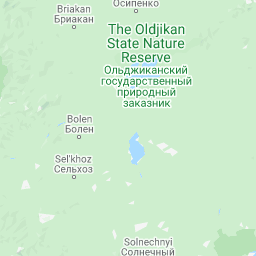 Briakan
Бриакан
Осипенко
The Oldjikan
State Nature
Reserve
Ольджиканский
государственный
природный
заказник
Bolen
Болен
Sel'khoz
Сельхоз
Solnechnyi
Солнечный